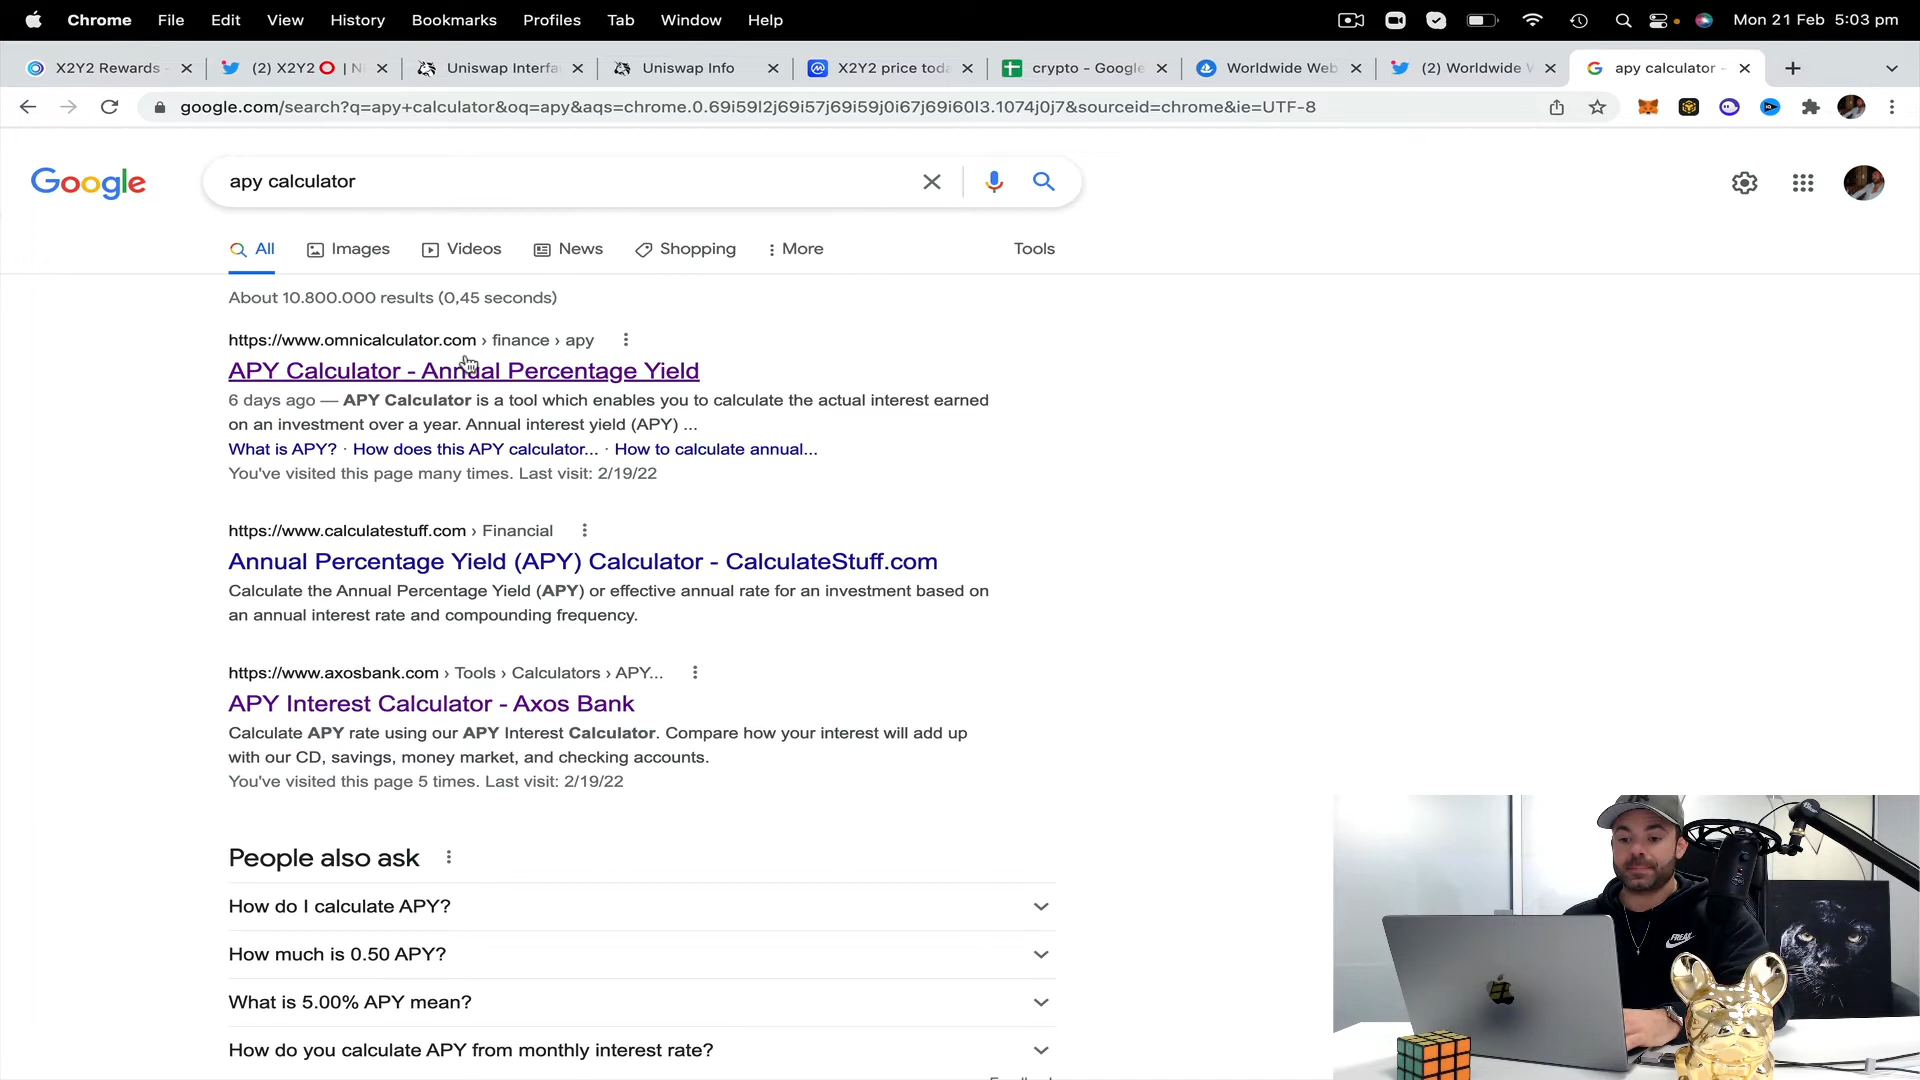 Chrome File Edit View History Bookmarks Profiles Tab Window Help Mon 21 Feb 5:03 pm
X2Y2 Rewards (2) X2Y2 | N Uniswap Interfa Uniswap Info X2Y2 price toda crypto - Google Worldwide Web (2) Worldwide W apy calculator -
google.com/search?q=apy+calculator&oq=apy&aqs=chrome.0.69i59l2j69i57j69i59j0i67j69i60l3.1074j0j7&sourceid=chrome&ie=UTF-8
Google apy calculator
All Images Videos News Shopping More Tools
About 10.800.000 results (0,45 seconds)
https://www.omnicalculator.com › finance › apy
APY Calculator - Annual Percentage Yield
6 days ago — APY Calculator is a tool which enables you to calculate the actual interest earned
on an investment over a year. Annual interest yield (APY) ...
What is APY? · How does this APY calculator... · How to calculate annual...
You've visited this page many times. Last visit: 2/19/22
https://www.calculatestuff.com › Financial
Annual Percentage Yield (APY) Calculator - CalculateStuff.com
Calculate the Annual Percentage Yield (APY) or effective annual rate for an investment based on
an annual interest rate and compounding frequency.
https://www.axosbank.com › Tools › Calculators › APY...
APY Interest Calculator - Axos Bank
Calculate APY rate using our APY Interest Calculator. Compare how your interest will add up
with our CD, savings, money market, and checking accounts.
You've visited this page 5 times. Last visit: 2/19/22
People also ask
How do I calculate APY?
How much is 0.50 APY?
What is 5.00% APY mean?
How do you calculate APY from monthly interest rate?
FREAK